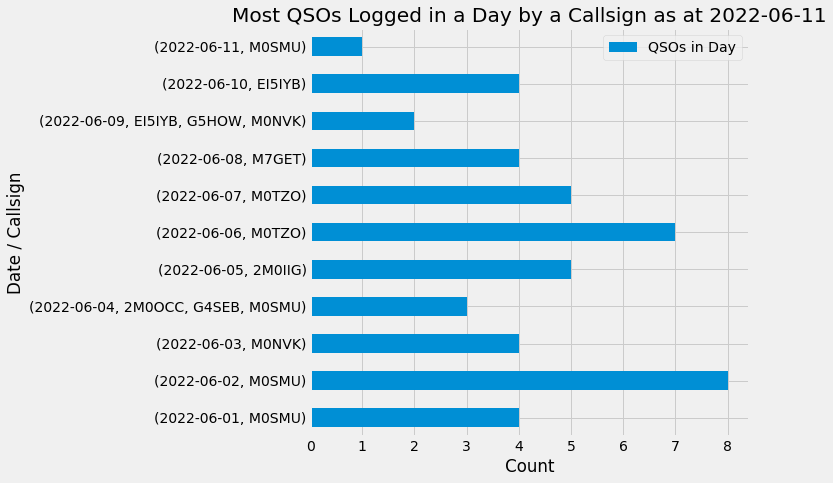 Most QSOs Logged in a Day by a Callsign as at 2022-06-11
QSOs in Day
(2022-06-11, M0SMU)
(2022-06-10, EI5IYB)
(2022-06-09, EI5IYB, G5HOW, M0NVK)
(2022-06-08, M7GET)
(2022-06-07, M0TZO)
(2022-06-06, M0TZO)
(2022-06-05, 2M0IIG)
(2022-06-04, 2M0OCC, G4SEB, M0SMU)
(2022-06-03, M0NVK)
(2022-06-02, M0SMU)
(2022-06-01, M0SMU)
Date / Callsign
0 1 2 3 4 5 6 7 8
Count